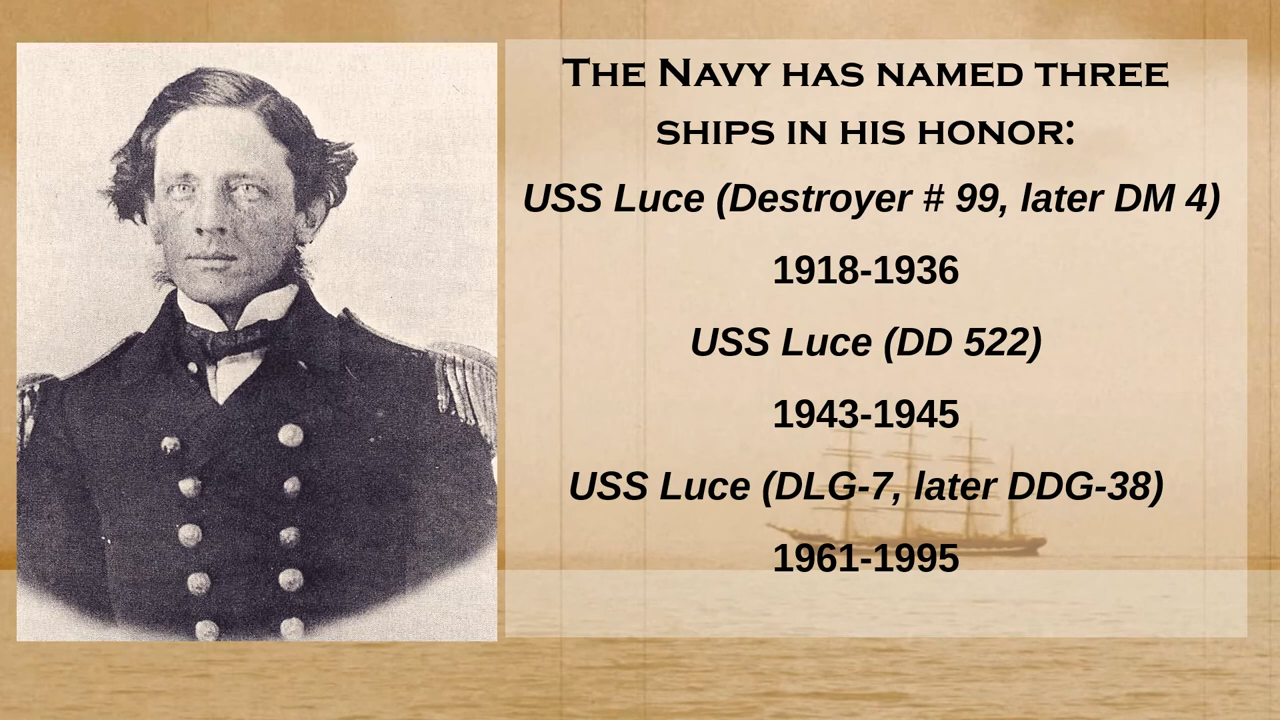 The Navy has named three
ships in his honor:
USS Luce (Destroyer # 99, later DM 4)
1918-1936
USS Luce (DD 522)
1943-1945
USS Luce (DLG-7, later DDG-38)
1961-1995